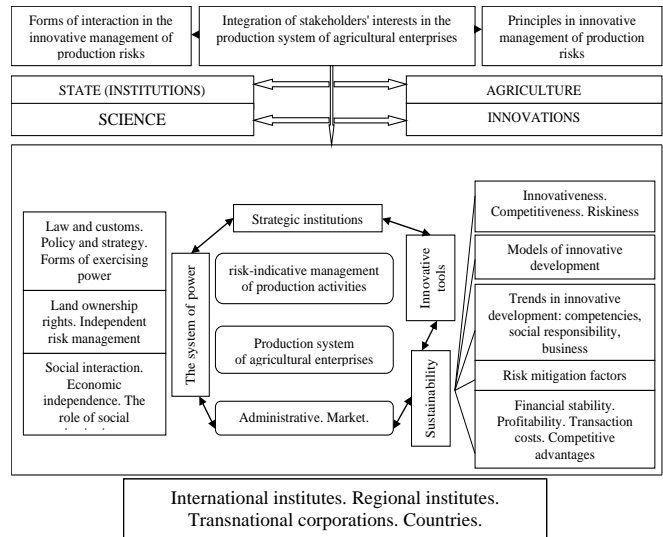 Forms of interaction in the
innovative management of
production risks
Integration of stakeholders' interests in the
production system of agricultural enterprises
Principles in innovative
management of production
risks
STATE (INSTITUTIONS)
AGRICULTURE
SCIENCE
INNOVATIONS
Law and customs.
Policy and strategy.
Forms of exercising
power
Land ownership
rights. Independent
risk management
Social interaction.
Economic
independence. The
role of social
The system of power
Strategic institutions
risk-indicative management
of production activities
Production system
of agricultural enterprises
Administrative. Market.
Innovative
tools
Sustainability
Innovativeness.
Competitiveness. Riskiness
Models of innovative
development
Trends in innovative
development: competencies,
social responsibility,
business
Risk mitigation factors
Financial stability.
Profitability. Transaction
costs. Competitive
advantages
International institutes. Regional institutes.
Transnational corporations. Countries.